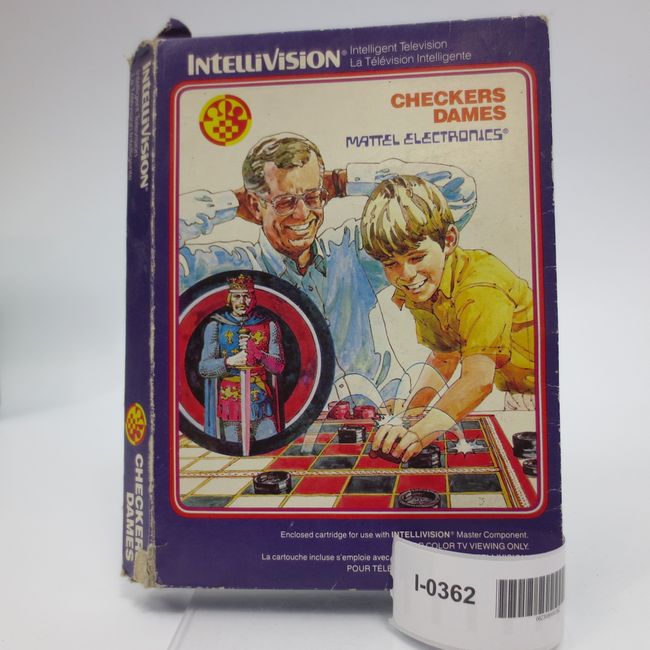 INTELLIVISION® Intelligent Television
La Télévision Intelligente
CHECKERS
DAMES
MATTEL ELECTRONICS®
Enclosed cartridge for use with INTELLIVISION® Master Component.
COLOR TV VIEWING ONLY.
La cartouche incluse s'emploie avec
POUR TÉLÉ
INTELLIVISION
CHECKER
DAMES
I-0362